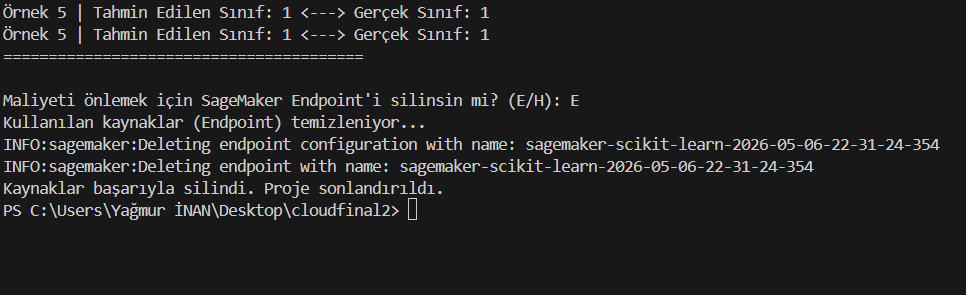 Örnek 5 | Tahmin Edilen Sınıf: 1 <---> Gerçek Sınıf: 1
Örnek 5 | Tahmin Edilen Sınıf: 1 <---> Gerçek Sınıf: 1
========================================
Maliyeti önlemek için SageMaker Endpoint'i silinsin mi? (E/H): E
Kullanılan kaynaklar (Endpoint) temizleniyor...
INFO:sagemaker:Deleting endpoint configuration with name: sagemaker-scikit-learn-2026-05-06-22-31-24-354
INFO:sagemaker:Deleting endpoint with name: sagemaker-scikit-learn-2026-05-06-22-31-24-354
Kaynaklar başarıyla silindi. Proje sonlandırıldı.
PS C:\Users\Yağmur İNAN\Desktop\cloudfinal2>